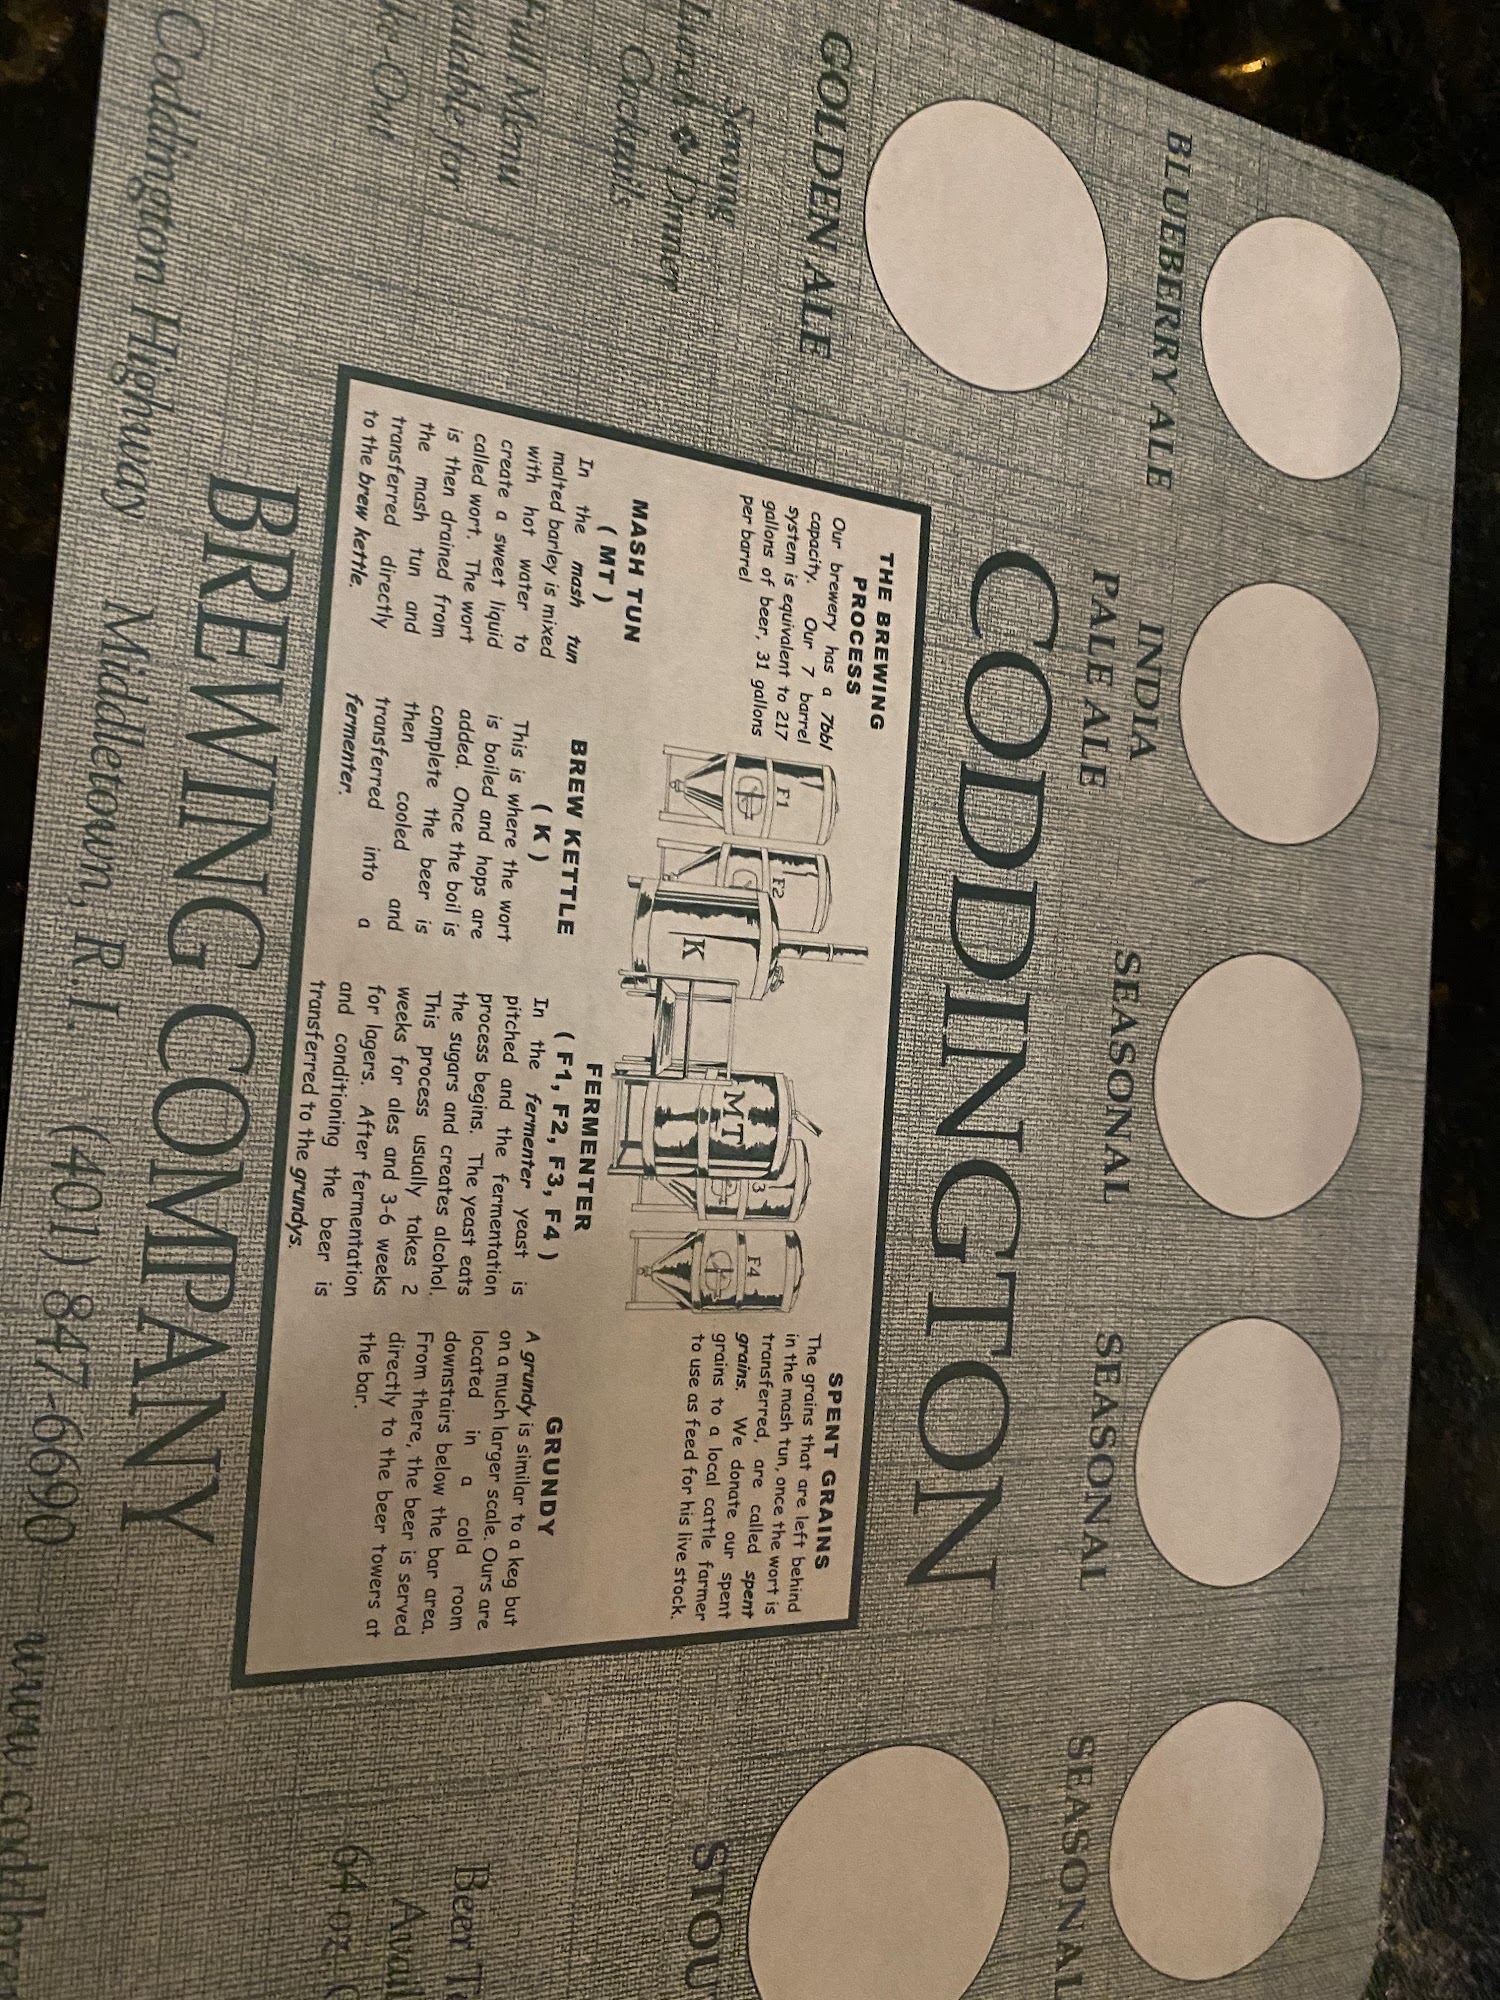 BLUEBERRY ALE
INDIA
PALE ALE
SEASONAL
SEASONAL
SEASONAL
GOLDEN ALE
STOU
CODDINGTON
Serving
Lunch Dinner
Cocktails
Full Menu
THE BREWING
PROCESS
Our brewery has a 7bbl
capacity. Our 7 barrel
system is equivalent to 217
gallons of beer, 31 gallons
per barrel
F1
F2
K
MT
3
F4
SPENT GRAINS
The grains that are left behind
in the mash tun, once the wort is
transferred, are called spent
grains. We donate our spent
grains to a local cattle farmer
to use as feed for his live stock.
MASH TUN
( MT )
In the mash tun
malted barley is mixed
with hot water to
create a sweet liquid
called wort. The wort
is then drained from
the mash tun and
transferred directly
to the brew kettle.
BREW KETTLE
( K )
This is where the wort
is boiled and hops are
added. Once the boil is
complete the beer is
then cooled and
transferred into a
fermenter.
FERMENTER
( F1, F2, F3, F4 )
In the fermenter yeast is
pitched and the fermentation
process begins. The yeast eats
the sugars and creates alcohol.
This process usually takes 2
weeks for ales and 3-6 weeks
for lagers. After fermentation
and conditioning the beer is
transferred to the grundys.
GRUNDY
A grundy is similar to a keg but
on a much larger scale. Ours are
located in a cold room
downstairs below the bar area.
From there, the beer is served
directly to the beer towers at
the bar.
Beer
64 oz.
BREWING COMPANY
Coddington Highway Middletown, R.I. (401) 847-6690